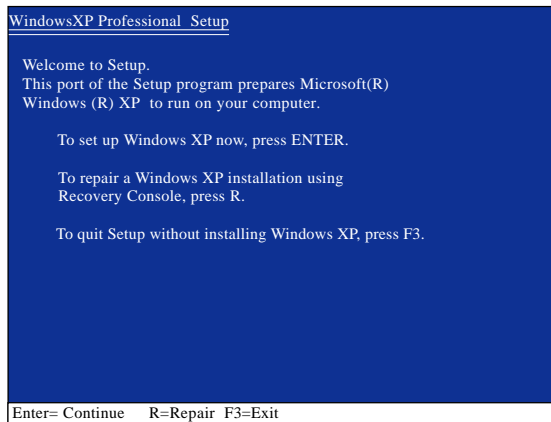 WindowsXP Professional Setup
Welcome to Setup.
This port of the Setup program prepares Microsoft(R)
Windows (R) XP to run on your computer.
To set up Windows XP now, press ENTER.
To repair a Windows XP installation using
Recovery Console, press R.
To quit Setup without installing Windows XP, press F3.
Enter= Continue R=Repair F3=Exit